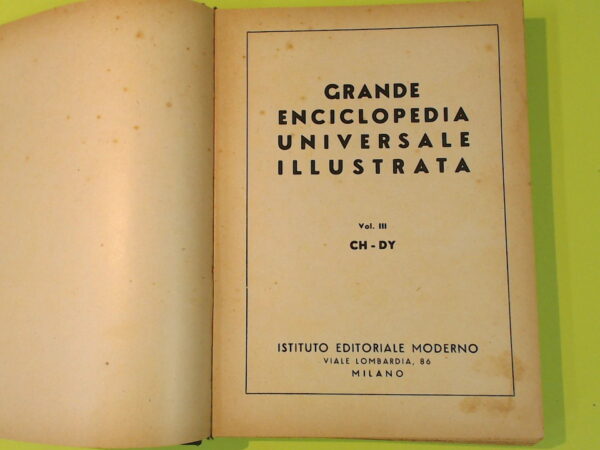 GRANDE
ENCICLOPEDIA
UNIVERSALE
ILLUSTRATA
Vol. III
CH - DY
ISTITUTO EDITORIALE MODERNO
VIALE LOMBARDIA, 86
MILANO